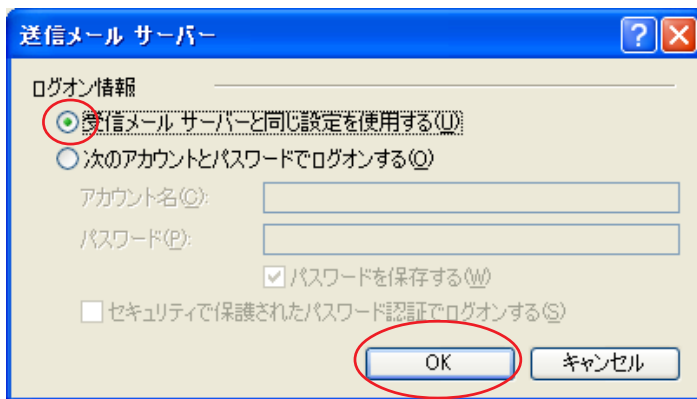 送信メール サーバー
ログオン情報
受信メール サーバーと同じ設定を使用する(U)
次のアカウントとパスワードでログオンする(O)
アカウント名(C):
パスワード(P):
パスワードを保存する(W)
セキュリティで保護されたパスワード認証でログオンする(S)
OK キャンセル